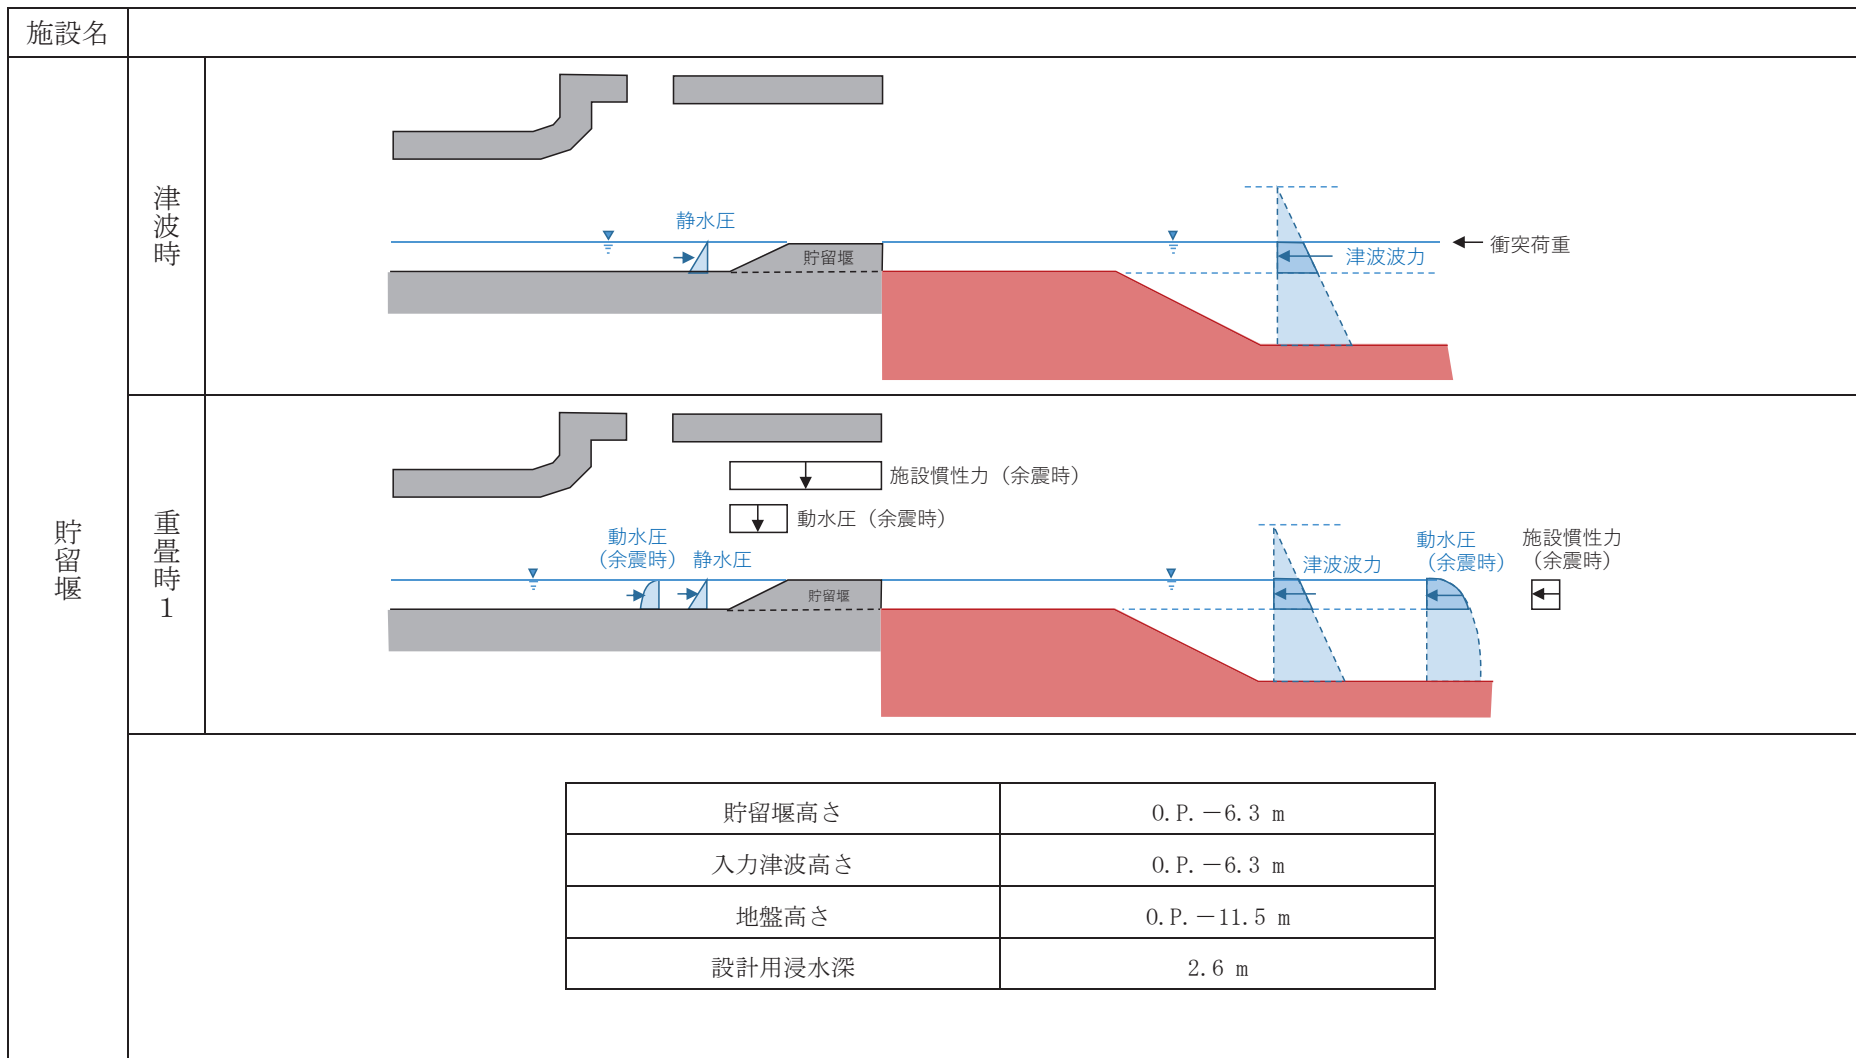 施設名
貯留堰
津波時
静水圧
貯留堰
津波波力
衝突荷重
重畳時1
施設慣性力（余震時）
動水圧（余震時）
動水圧
（余震時）
静水圧
貯留堰
津波波力
動水圧
（余震時）
施設慣性力
（余震時）
貯留堰高さ O.P.－6.3 m
入力津波高さ O.P.－6.3 m
地盤高さ O.P.－11.5 m
設計用浸水深 2.6 m